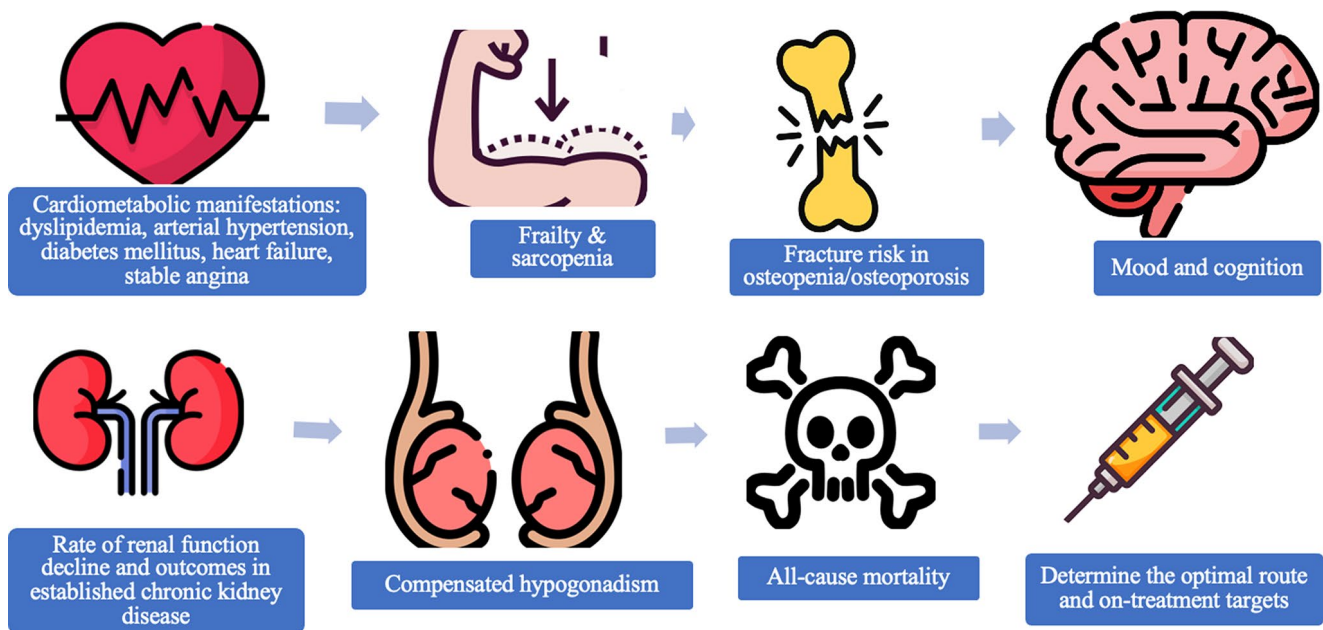 Cardiometabolic manifestations:
dyslipidemia, arterial hypertension,
diabetes mellitus, heart failure,
stable angina
Frailty &
sarcopenia
Fracture risk in
osteopenia/osteoporosis
Mood and cognition
Rate of renal function
decline and outcomes in
established chronic kidney
disease
Compensated hypogonadism
All-cause mortality
Determine the optimal route
and on-treatment targets